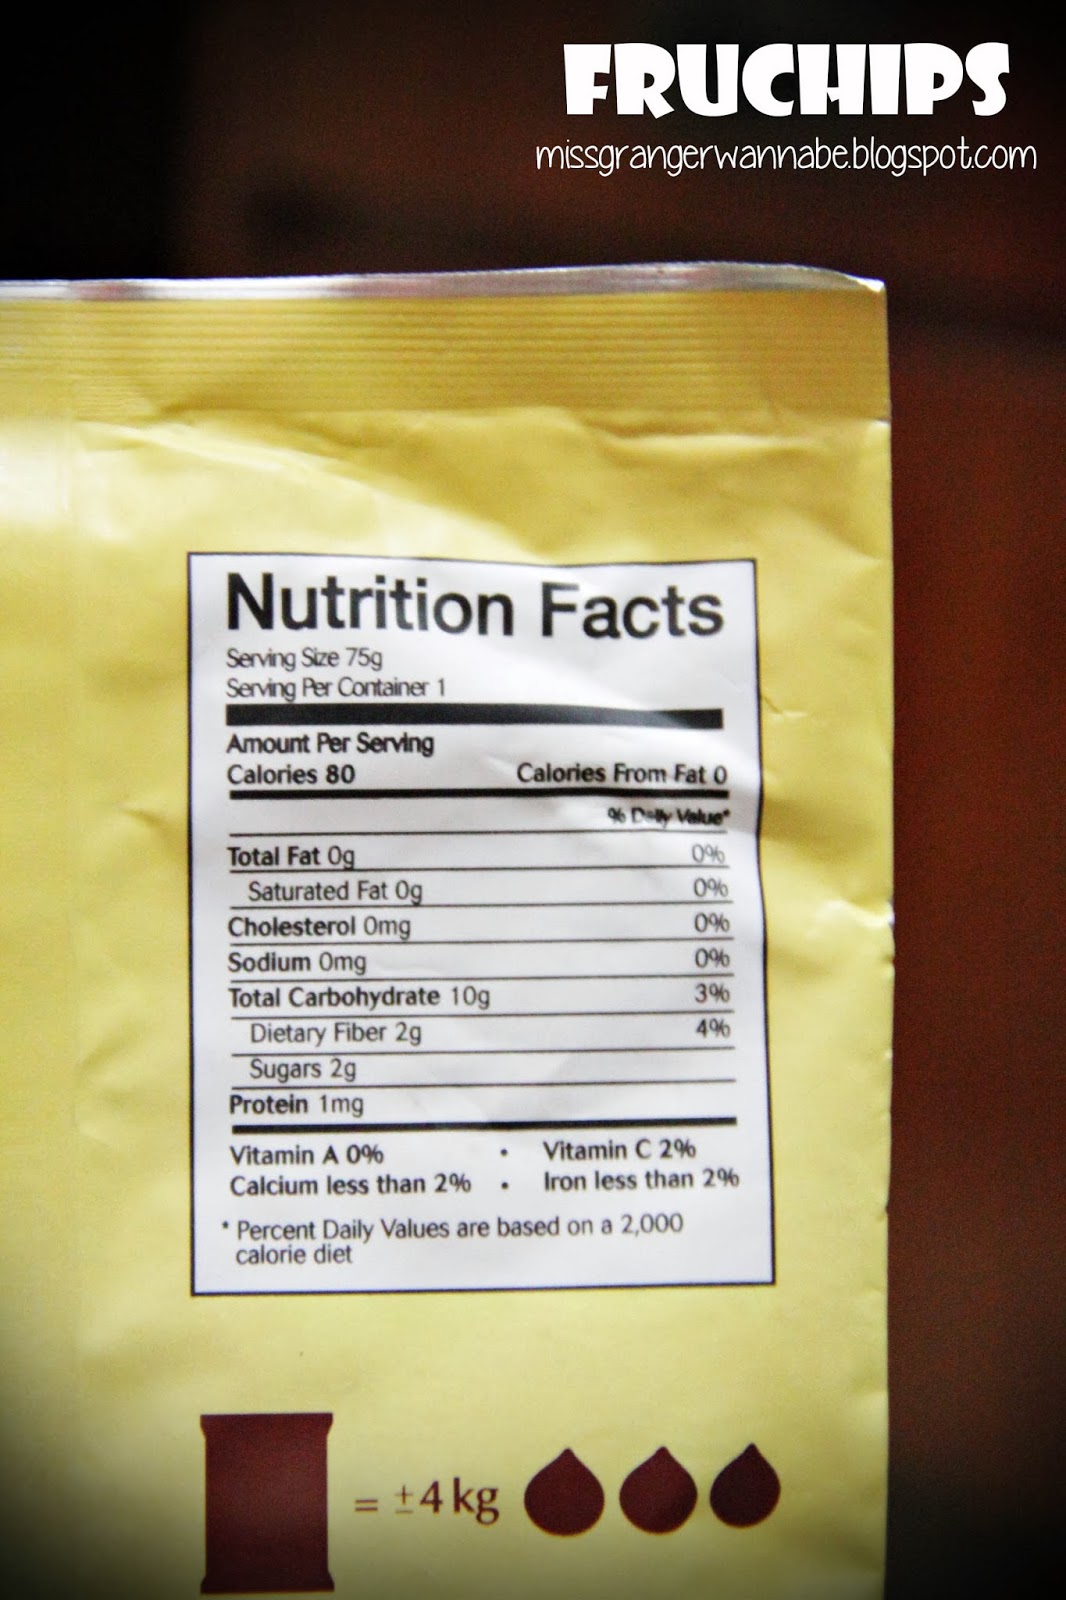 FRUCHIPS
missgrangerwannabe.blogspot.com
Nutrition Facts
Serving Size 75g
Serving Per Container 1
Amount Per Serving
Calories 80 Calories From Fat 0
% Daily Value*
Total Fat 0g 0%
Saturated Fat 0g 0%
Cholesterol 0mg 0%
Sodium 0mg 0%
Total Carbohydrate 10g 3%
Dietary Fiber 2g 4%
Sugars 2g
Protein 1mg
Vitamin A 0% • Vitamin C 2%
Calcium less than 2% • Iron less than 2%
* Percent Daily Values are based on a 2,000
calorie diet
= ±4kg